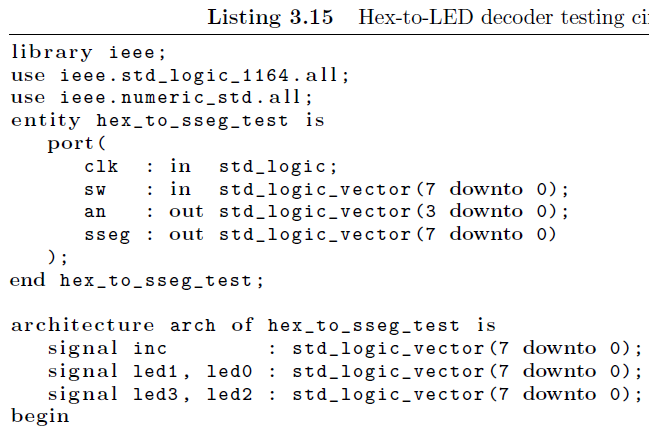 Listing 3.15 Hex-to-LED decoder testing
library ieee;
use ieee.std_logic_1164.all;
use ieee.numeric_std.all;
entity hex_to_sseg_test is
port(
clk : in std_logic;
sw : in std_logic_vector(7 downto 0);
an : out std_logic_vector(3 downto 0);
sseg : out std_logic_vector(7 downto 0)
);
end hex_to_sseg_test;
architecture arch of hex_to_sseg_test is
signal inc : std_logic_vector(7 downto 0);
signal led1, led0 : std_logic_vector(7 downto 0);
signal led3, led2 : std_logic_vector(7 downto 0);
begin